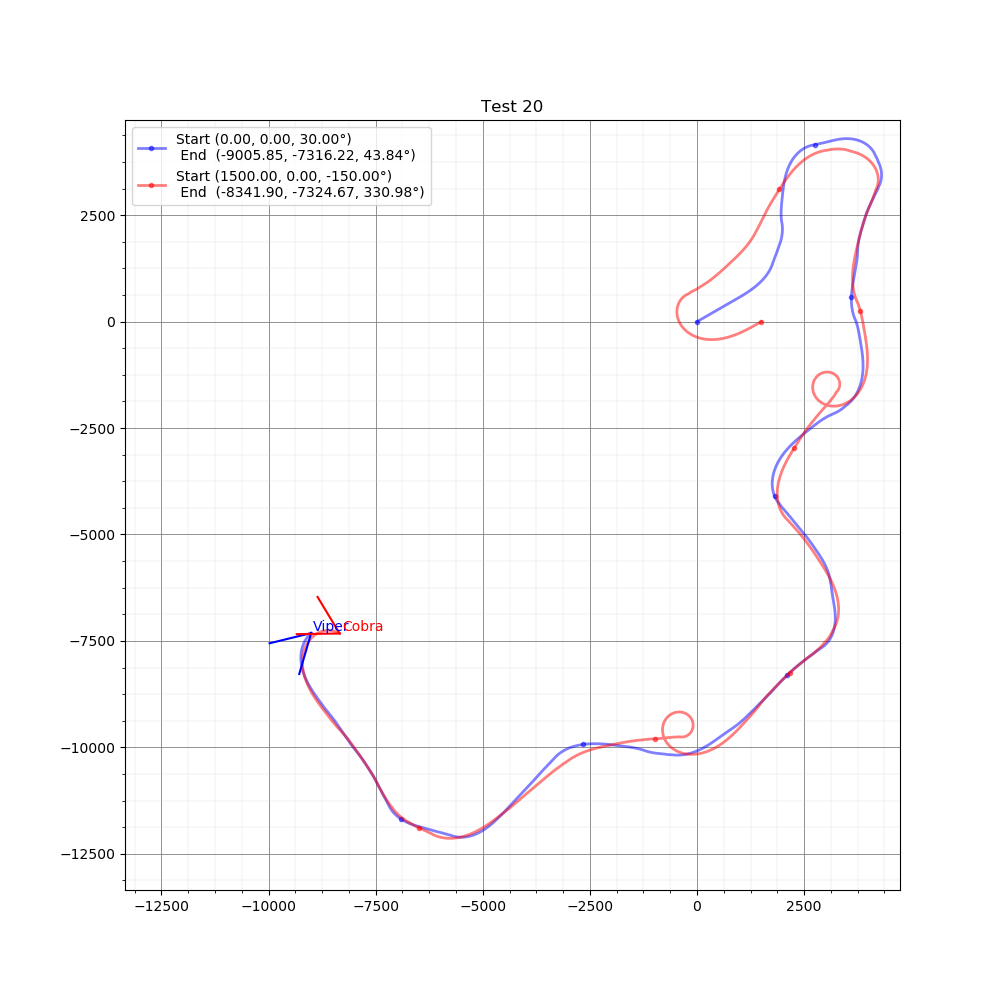 Test 20
Start (0.00, 0.00, 30.00°)
End (-9005.85, -7316.22, 43.84°)
Start (1500.00, 0.00, -150.00°)
End (-8341.90, -7324.67, 330.98°)
2500
0
−2500
−5000
−7500
−10000
−12500
Viper
Cobra
−12500 −10000 −7500 −5000 −2500 0 2500